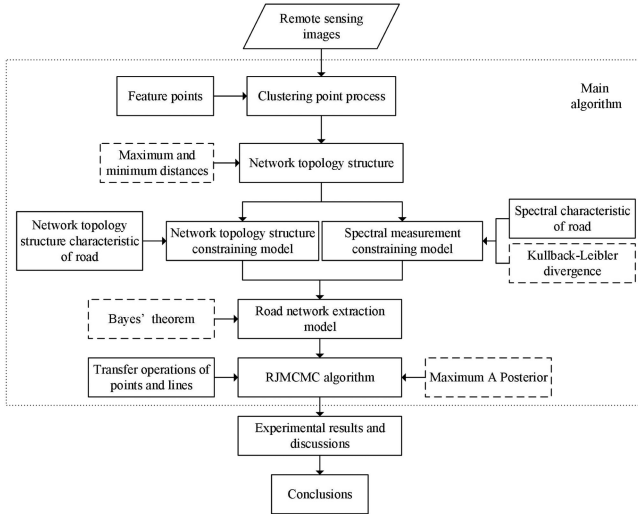 Remote sensing
images
Main
algorithm
Feature points
Clustering point process
Maximum and
minimum distances
Network topology structure
Network topology
structure characteristic
of road
Network topology structure
constraining model
Spectral measurement
constraining model
Spectral characteristic
of road
Kullback-Leibler
divergence
Bayes’ theorem
Road network extraction
model
Transfer operations of
points and lines
RJMCMC algorithm
Maximum A Posterior
Experimental results and
discussions
Conclusions